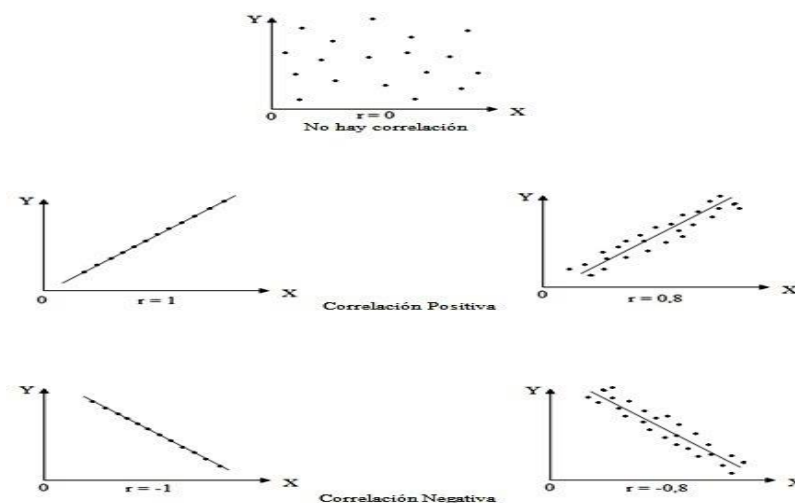 Y
0
r = 0
X
No hay correlación
Y
0
r = 1
X
Y
0
r = 0,8
X
Correlación Positiva
Y
0
r = -1
X
Y
0
r = -0,8
X
Correlación Negativa